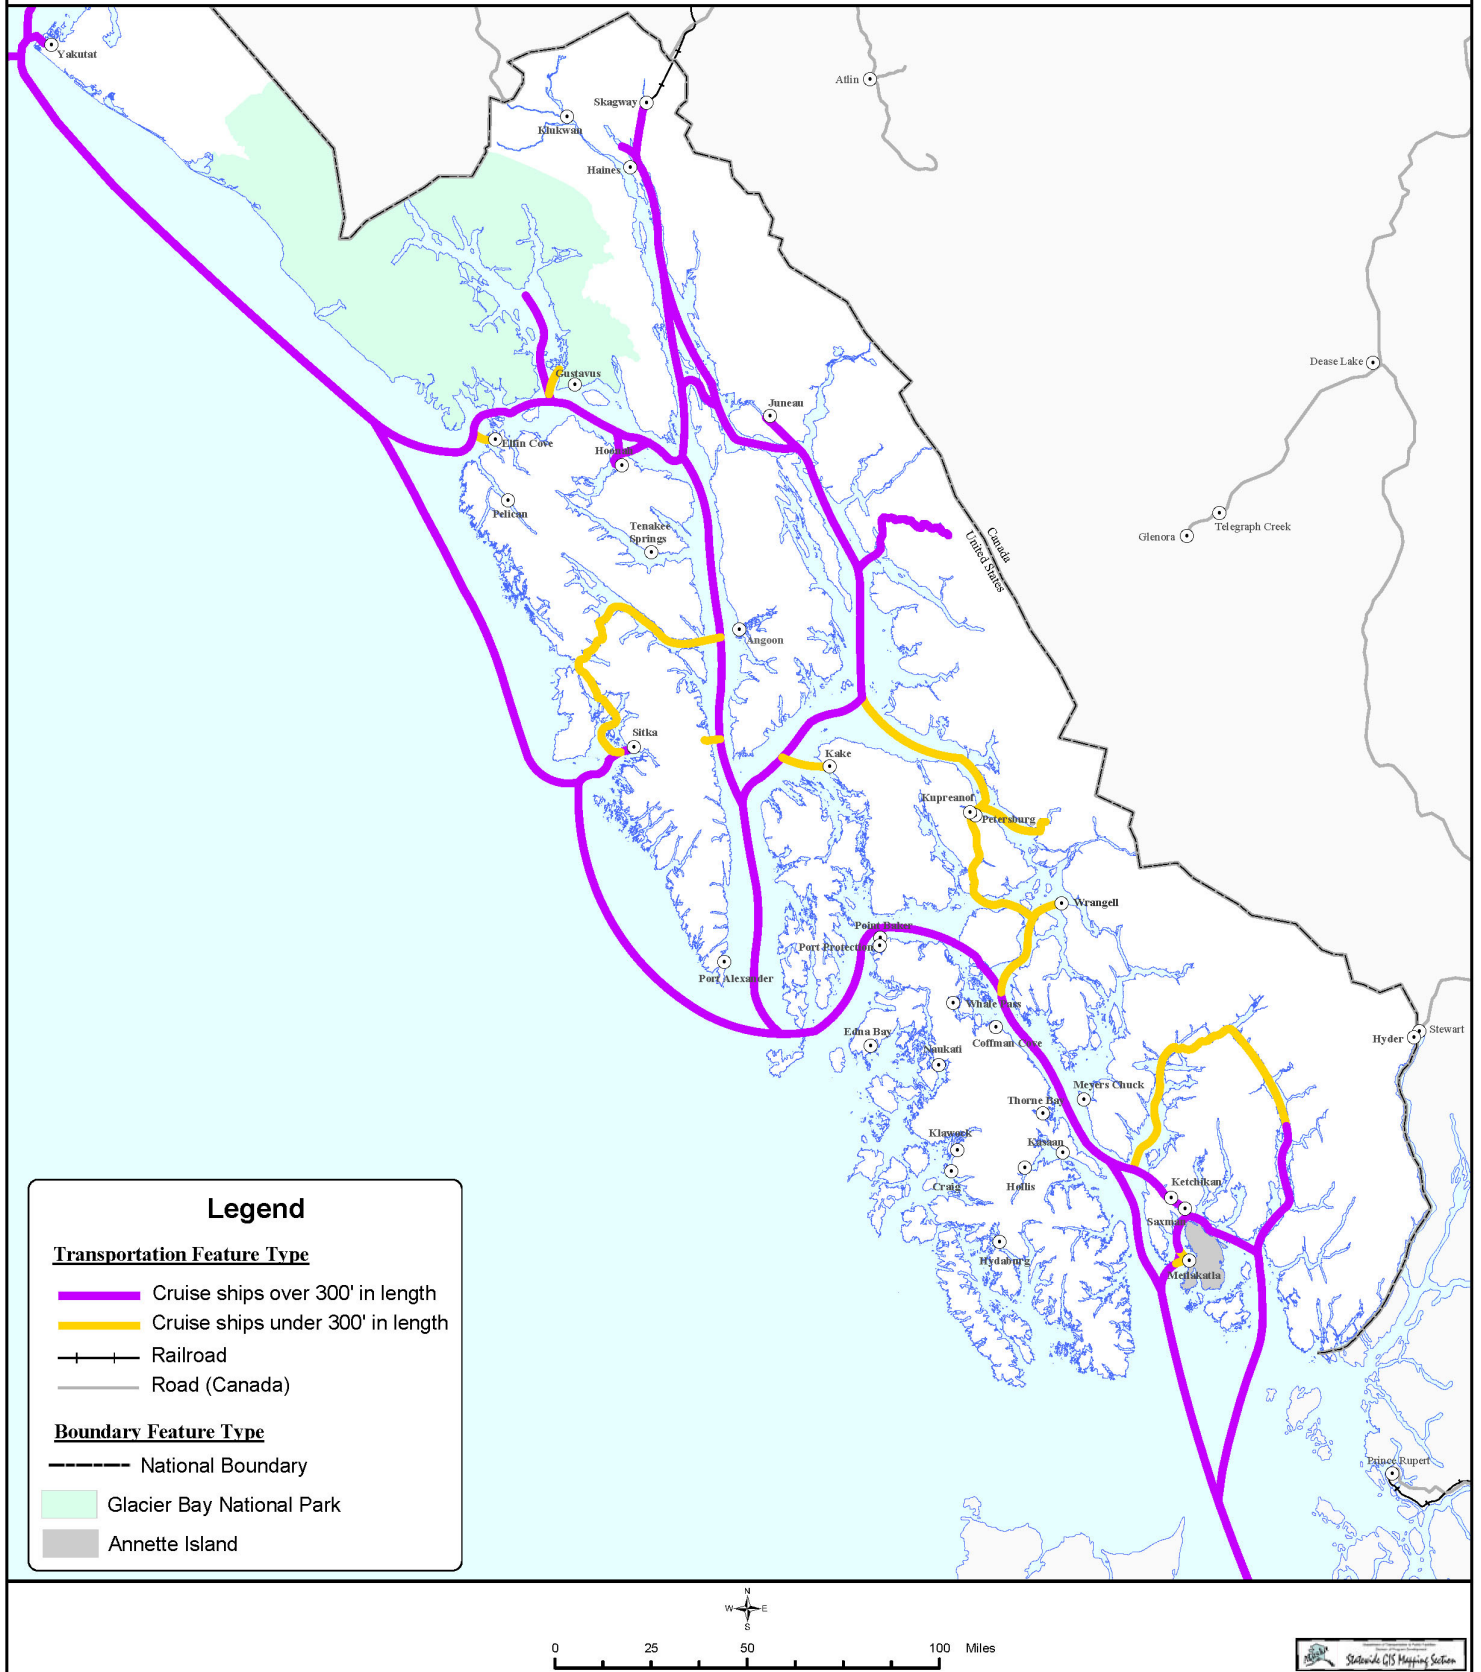 Yakutat
Atlin
Skagway
Klukwan
Haines
Dease Lake
Gustavus
Juneau
Elfin Cove
Pelican
Tenakee
Springs
Telegraph Creek
Glenora
Canada
United States
Angoon
Sitka
Kake
Kupreanof
Petersburg
Wrangell
Point Baker
Port Protection
Port Alexander
Whale Pass
Edna Bay
Coffman Cove
Naukati
Stewart
Hyder
Meyers Chuck
Thorne Bay
Klawock
Kasaan
Craig
Hollis
Ketchikan
Saxman
Hydaburg
Metlakatla
Prince Rupert
Legend
Transportation Feature Type
Cruise ships over 300' in length
Cruise ships under 300' in length
Railroad
Road (Canada)
Boundary Feature Type
National Boundary
Glacier Bay National Park
Annette Island
N
W E
S
0 25 50 100 Miles
Statewide GIS Mapping Section